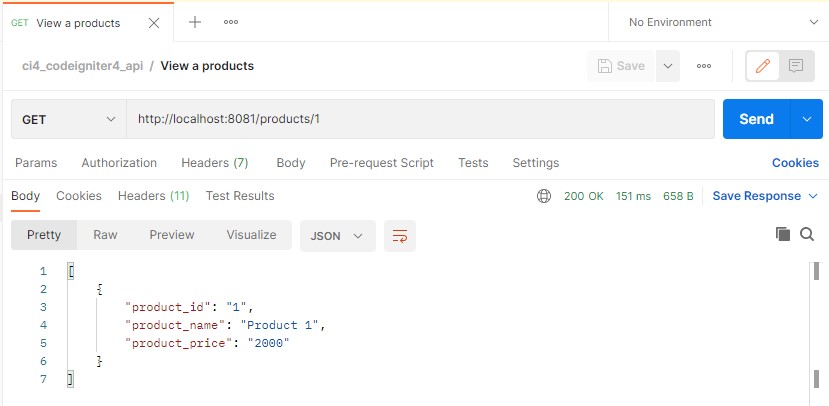 GET View a products
No Environment
ci4_codeigniter4_api / View a products
Save
GET http://localhost:8081/products/1 Send
Params Authorization Headers (7) Body Pre-request Script Tests Settings Cookies
Body Cookies Headers (11) Test Results 200 OK 151 ms 658 B Save Response
Pretty Raw Preview Visualize JSON
1 [
2 {
3 "product_id": "1",
4 "product_name": "Product 1",
5 "product_price": "2000"
6 }
7 ]